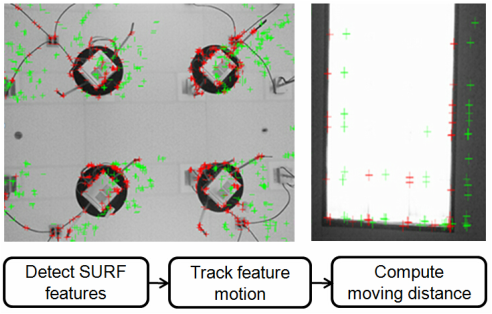 Detect SURF
features
Track feature
motion
Compute
moving distance